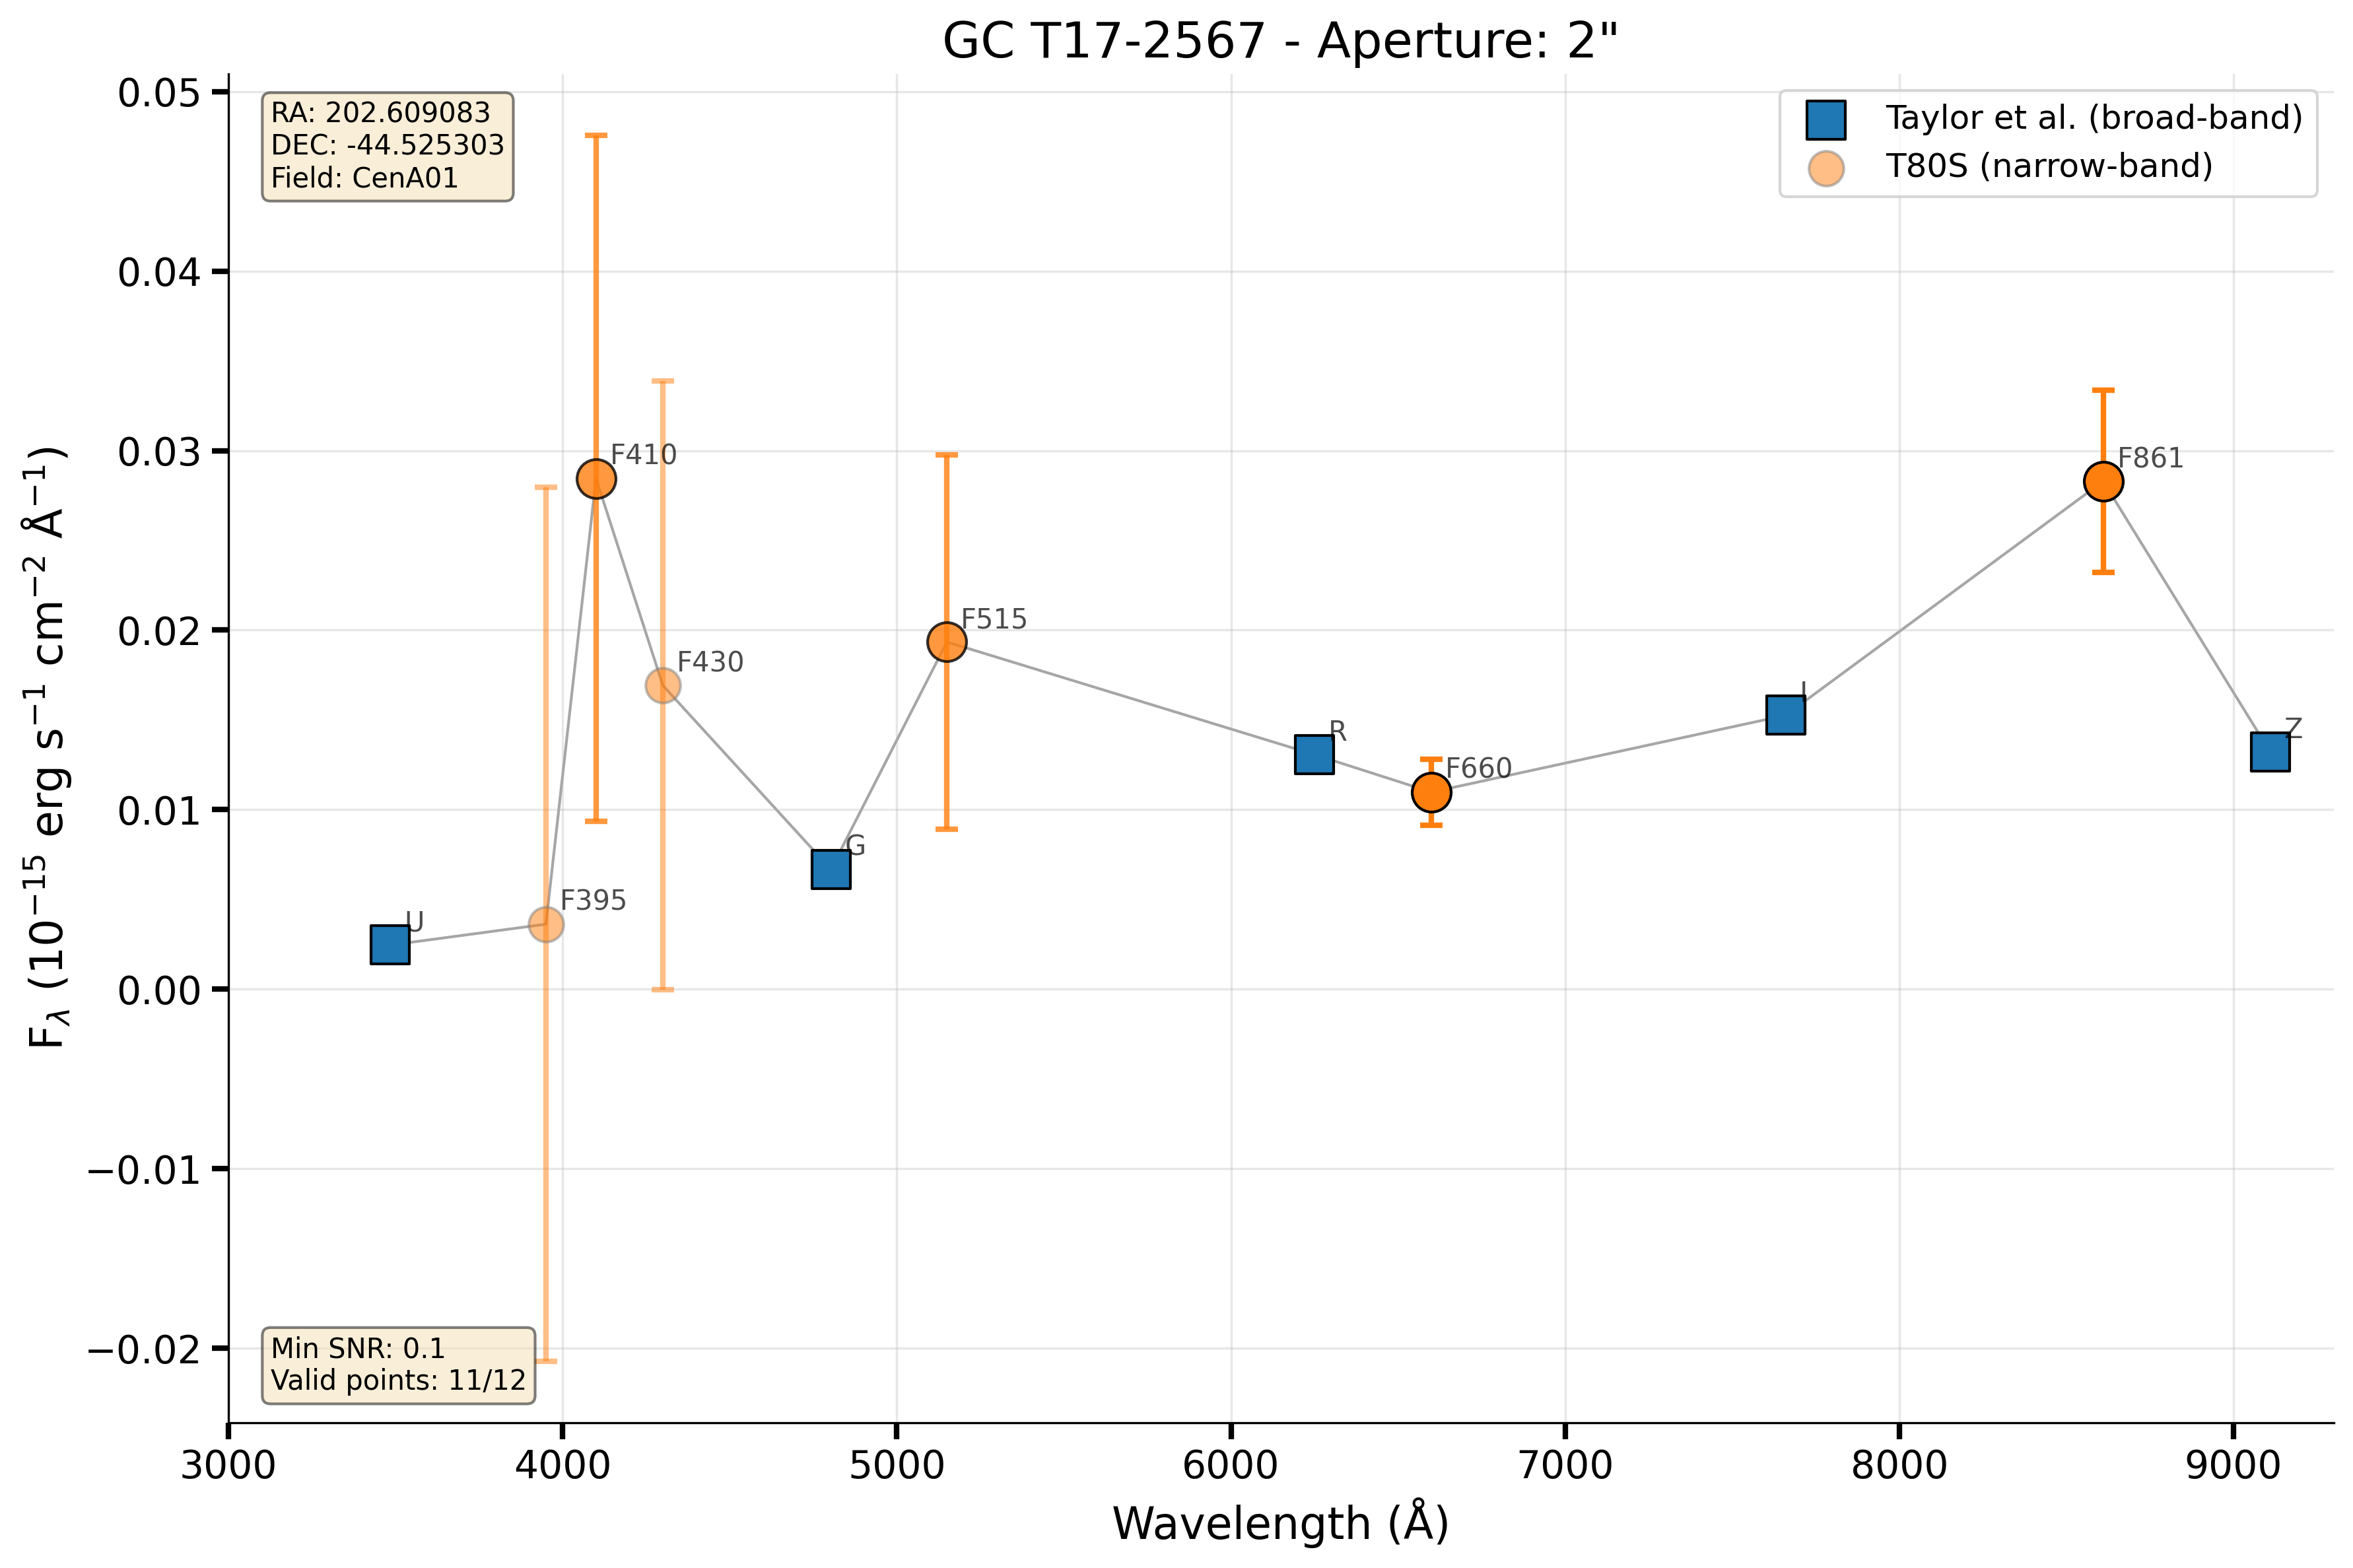 GC T17-2567 - Aperture: 2"
RA: 202.609083
DEC: -44.525303
Field: CenA01
Taylor et al. (broad-band)
T80S (narrow-band)
0.05
0.04
0.03
0.02
0.01
0.00
−0.01
−0.02
F_λ (10⁻¹⁵ erg s⁻¹ cm⁻² Å⁻¹)
U
F395
F410
F430
G
F515
R
F660
I
F861
Z
Min SNR: 0.1
Valid points: 11/12
3000 4000 5000 6000 7000 8000 9000
Wavelength (Å)